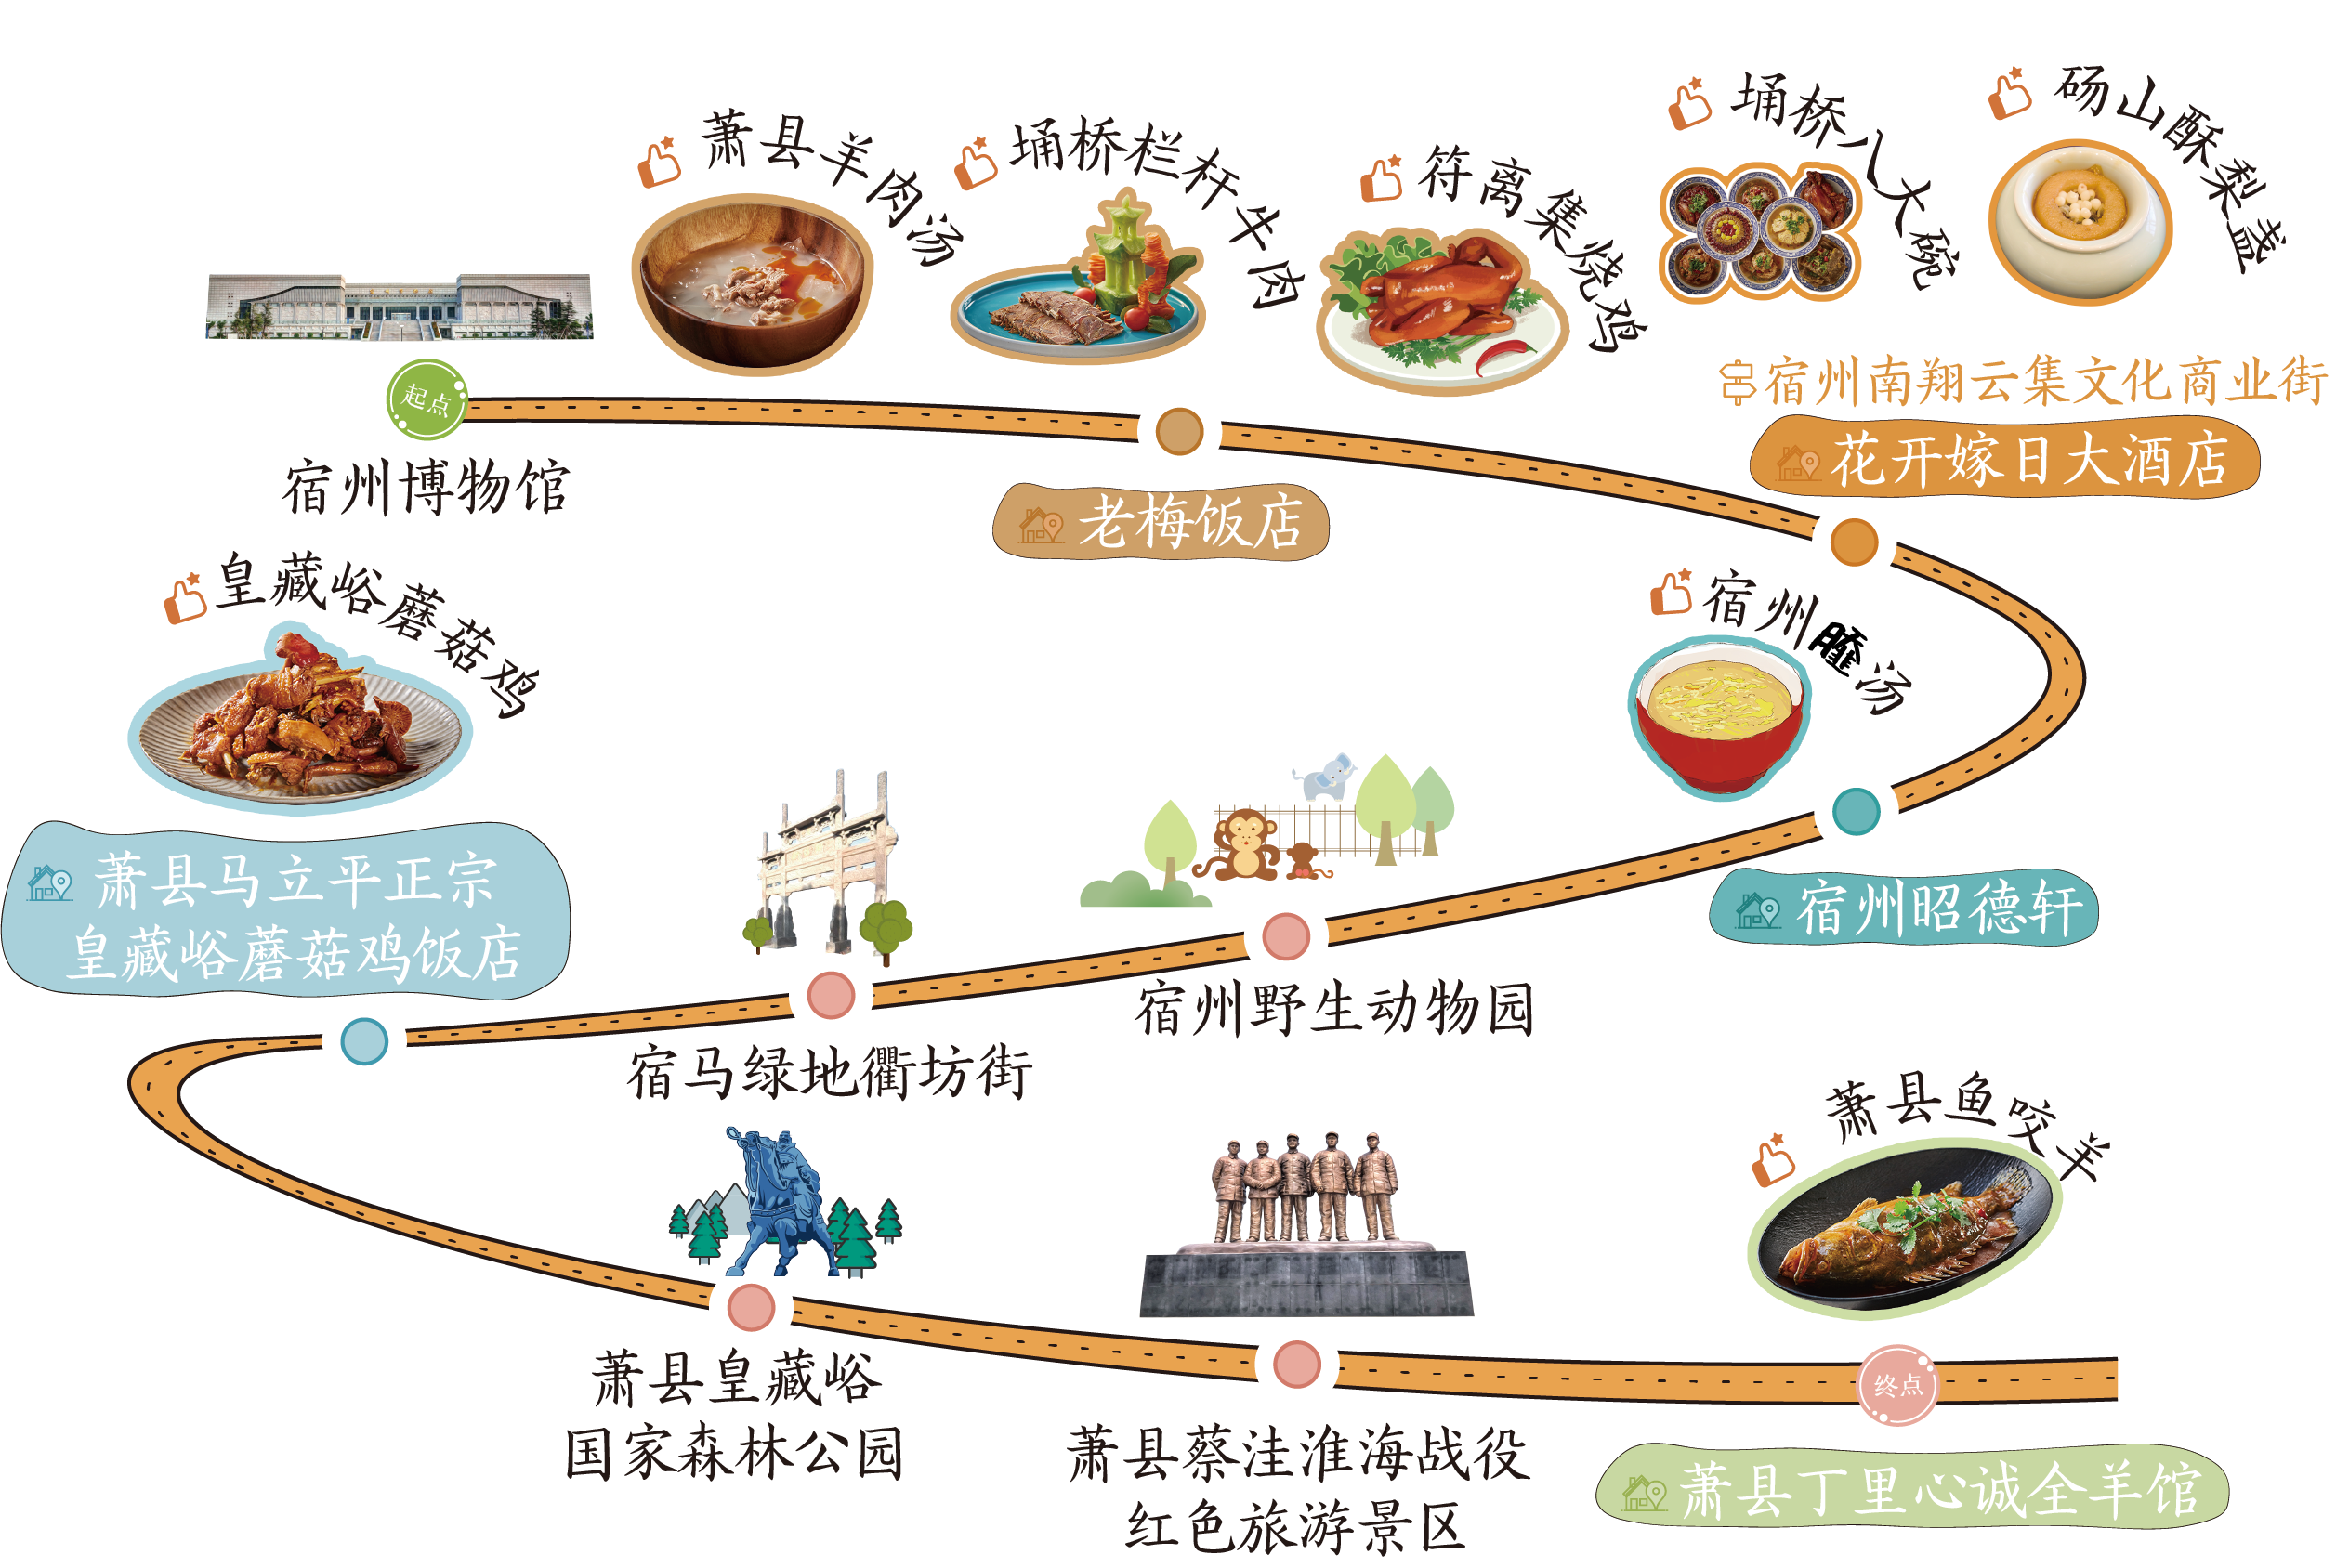 萧县羊肉汤
埇桥栏杆牛肉
符离集烧鸡
埇桥八大碗
砀山酥梨盏
起点
宿州博物馆
老梅饭店
宿州南翔云集文化商业街
花开嫁日大酒店
皇藏峪蘑菇鸡
宿州㬵汤
萧县马立平正宗
皇藏峪蘑菇鸡饭店
宿马绿地衢坊街
宿州野生动物园
宿州昭德轩
萧县皇藏峪
国家森林公园
萧县蔡洼淮海战役
红色旅游景区
萧县鱼咬羊
终点
萧县丁里心诚全羊馆